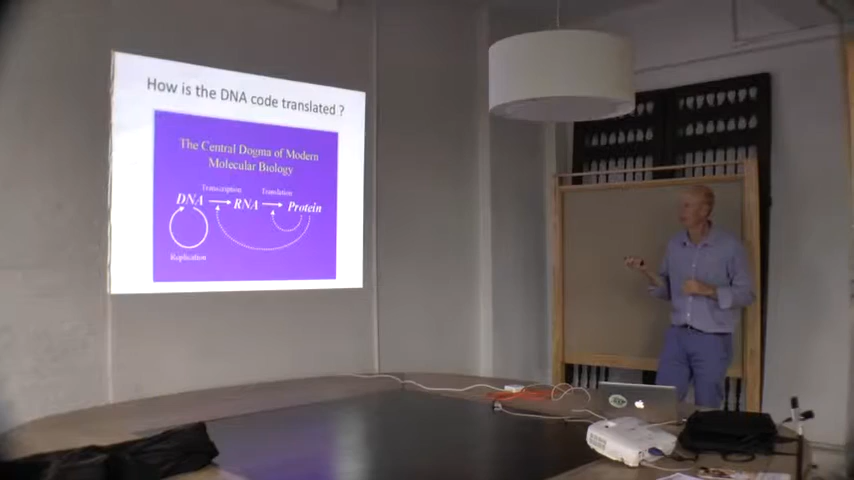 How is the DNA code translated ?
The Central Dogma of Modern
Molecular Biology
Transcription Translation
DNA RNA Protein
Replication